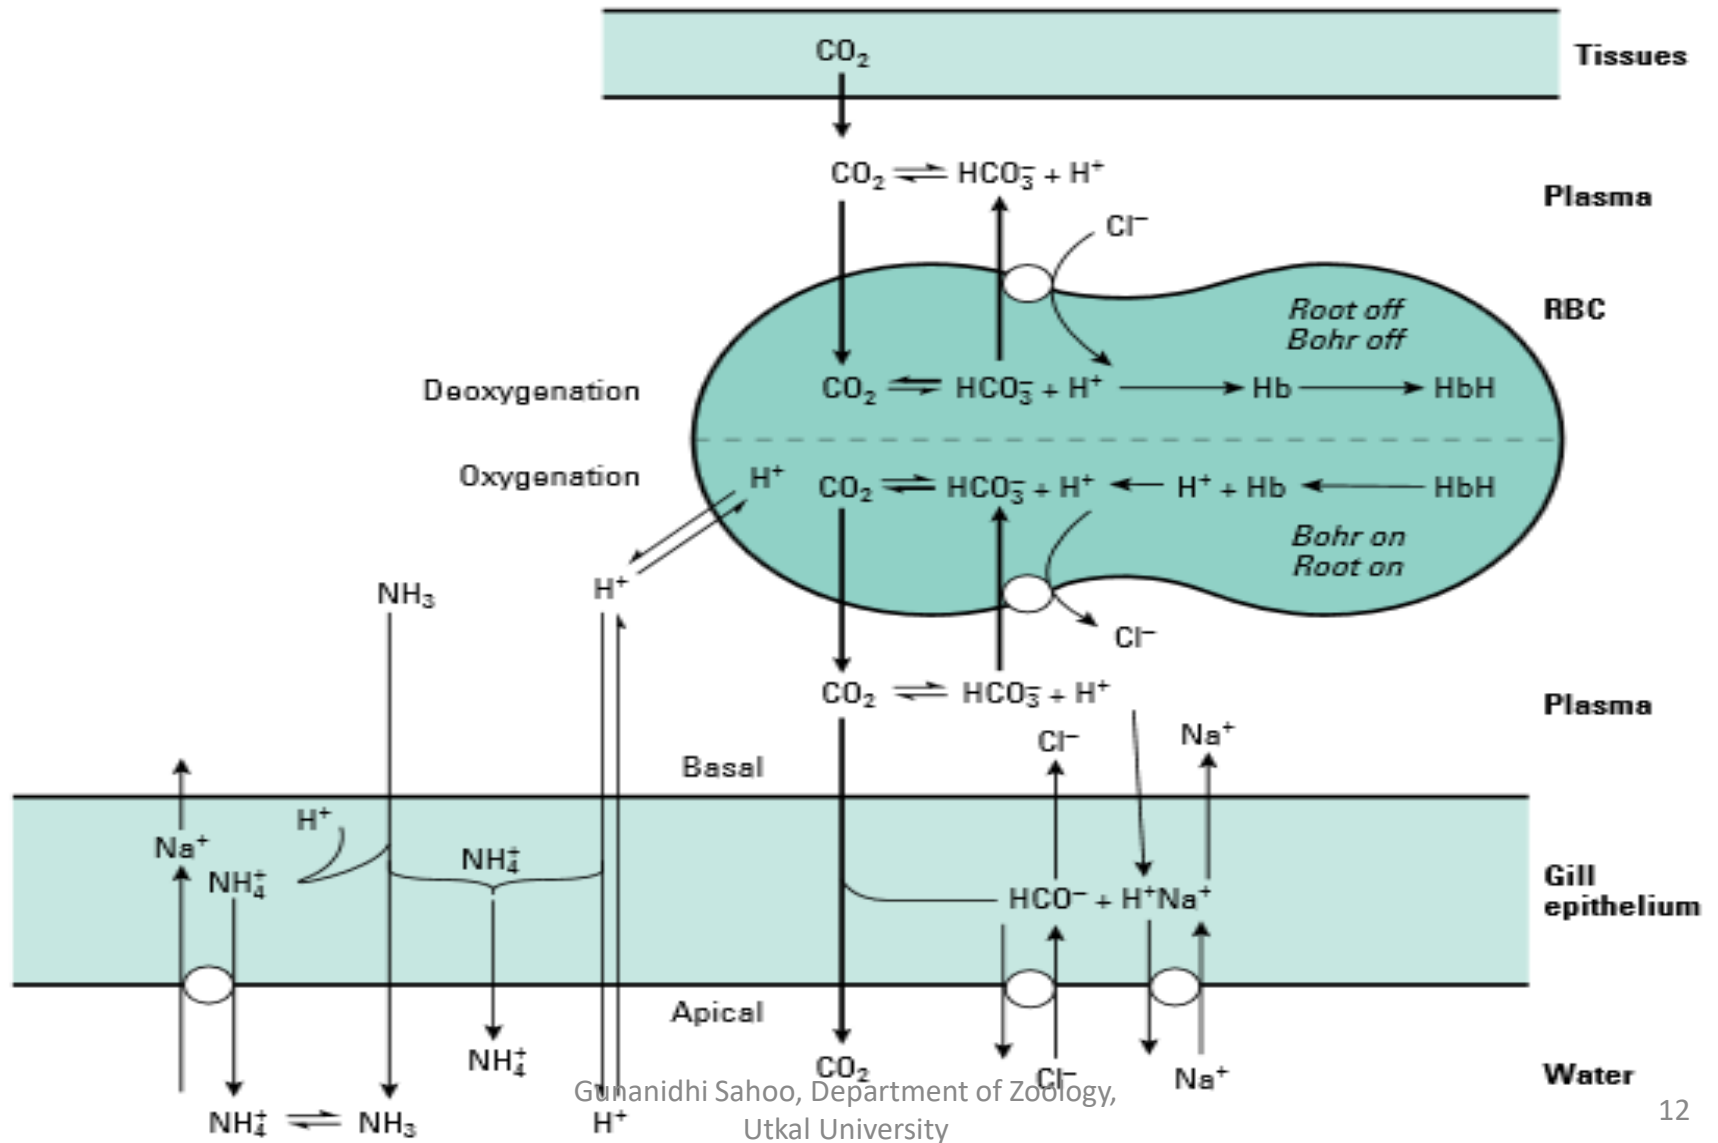 CO₂
Tissues
CO₂ ⇌ HCO₃⁻ + H⁺
Plasma
Cl⁻
Root off
Bohr off
RBC
Deoxygenation
CO₂ ⇌ HCO₃⁻ + H⁺ → Hb → HbH
Oxygenation
H⁺
CO₂ ⇌ HCO₃⁻ + H⁺ ← H⁺ + Hb ← HbH
Bohr on
Root on
NH₃
H⁺
Cl⁻
CO₂ ⇌ HCO₃⁻ + H⁺
Plasma
Cl⁻
Na⁺
Basal
H⁺
Na⁺
NH₄⁺
NH₄⁺
HCO⁻ + H⁺Na⁺
Gill
epithelium
Apical
NH₄⁺
CO₂
Cl⁻
Na⁺
Water
NH₄⁺ ⇌ NH₃
H⁺
Gunanidhi Sahoo, Department of Zoology,
Utkal University
12